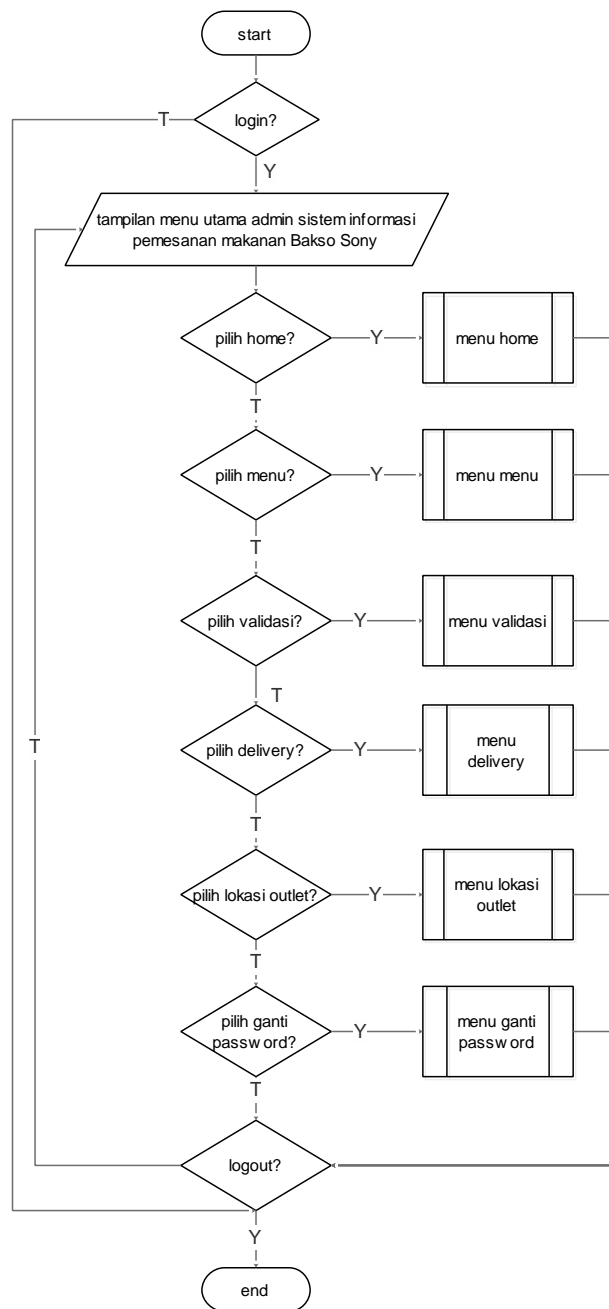 start
T
login?
Y
tampilan menu utama admin sistem informasi
pemesanan makanan Bakso Sony
pilih home?
Y
menu home
T
pilih menu?
Y
menu menu
T
pilih validasi?
Y
menu validasi
T
pilih delivery?
Y
menu
delivery
T
T
pilih lokasi outlet?
Y
menu lokasi
outlet
T
pilih ganti
passw ord?
Y
menu ganti
passw ord
T
logout?
Y
end